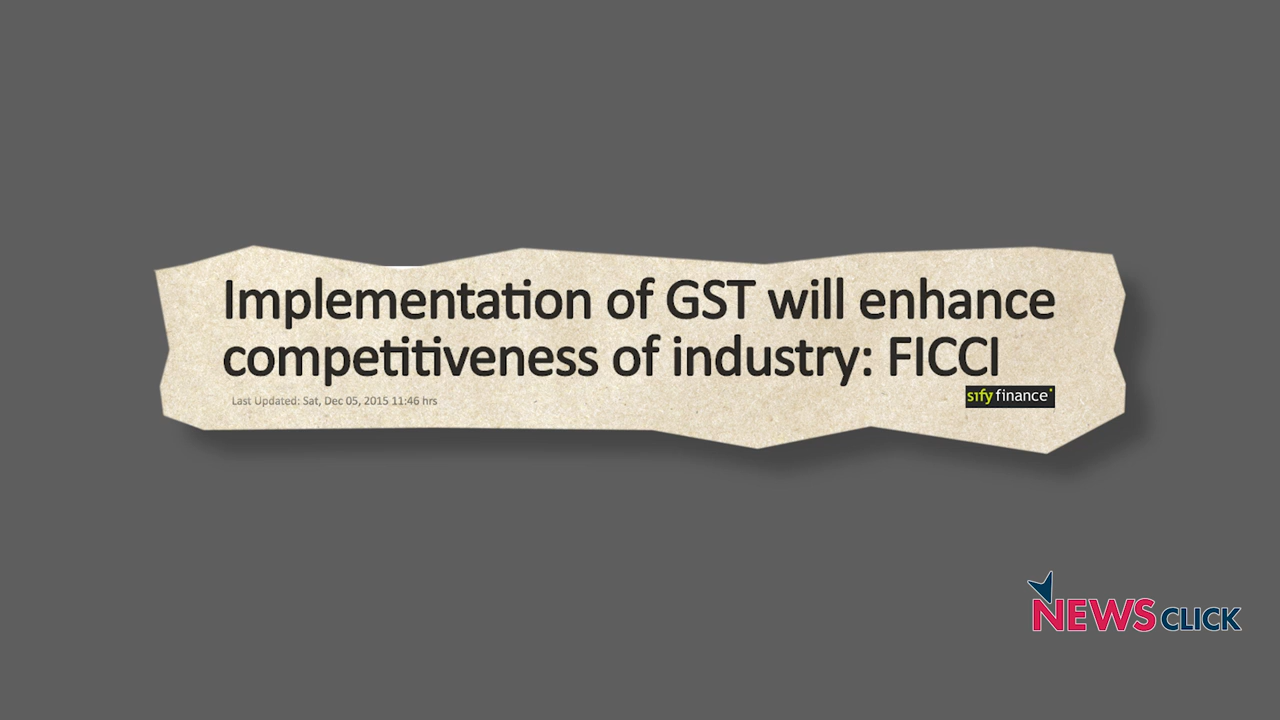 Implementation of GST will enhance
competitiveness of industry: FICCI
Last Updated: Sat, Dec 05, 2015 11:46 hrs
sify finance
NEWSCLICK